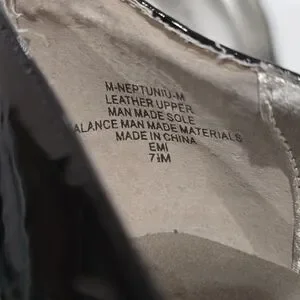 M-NEPTUNIU-M
LEATHER UPPER
MAN MADE SOLE
ALANCE MAN MADE MATERIALS
MADE IN CHINA
EMI
7½M